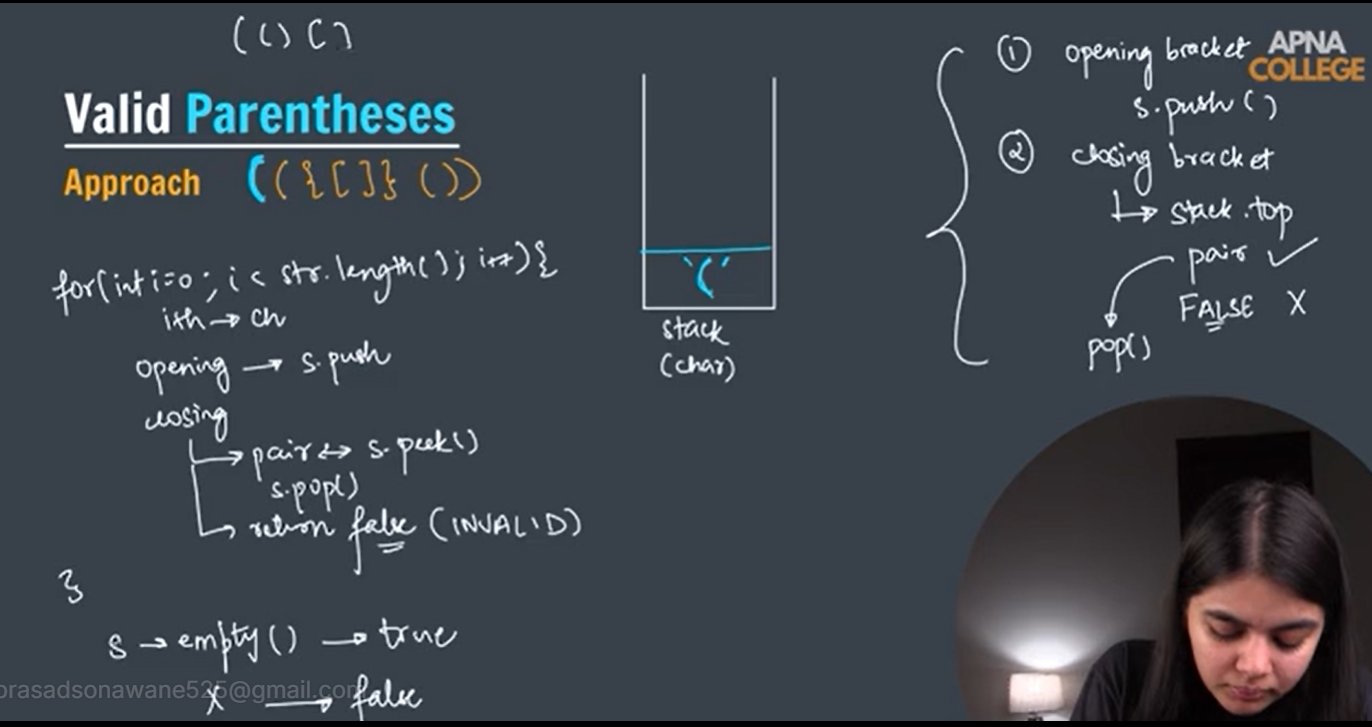 ( ( ) [ ]
Valid Parentheses
Approach ( ( { [ ] } ( ) )
for(int i=0 ; i < str.length() ; i++){
ith → ch
opening → s.push
closing
→ pair ↔ s.peek()
s.pop()
→ return false (INVALID)
}
s → empty() → true
X → false
prasadsonawane525@gmail.com
'('
stack
(char)
① opening bracket
s.push()
② closing bracket
↳ stack.top
pair ✓
FALSE X
pop()
APNA
COLLEGE